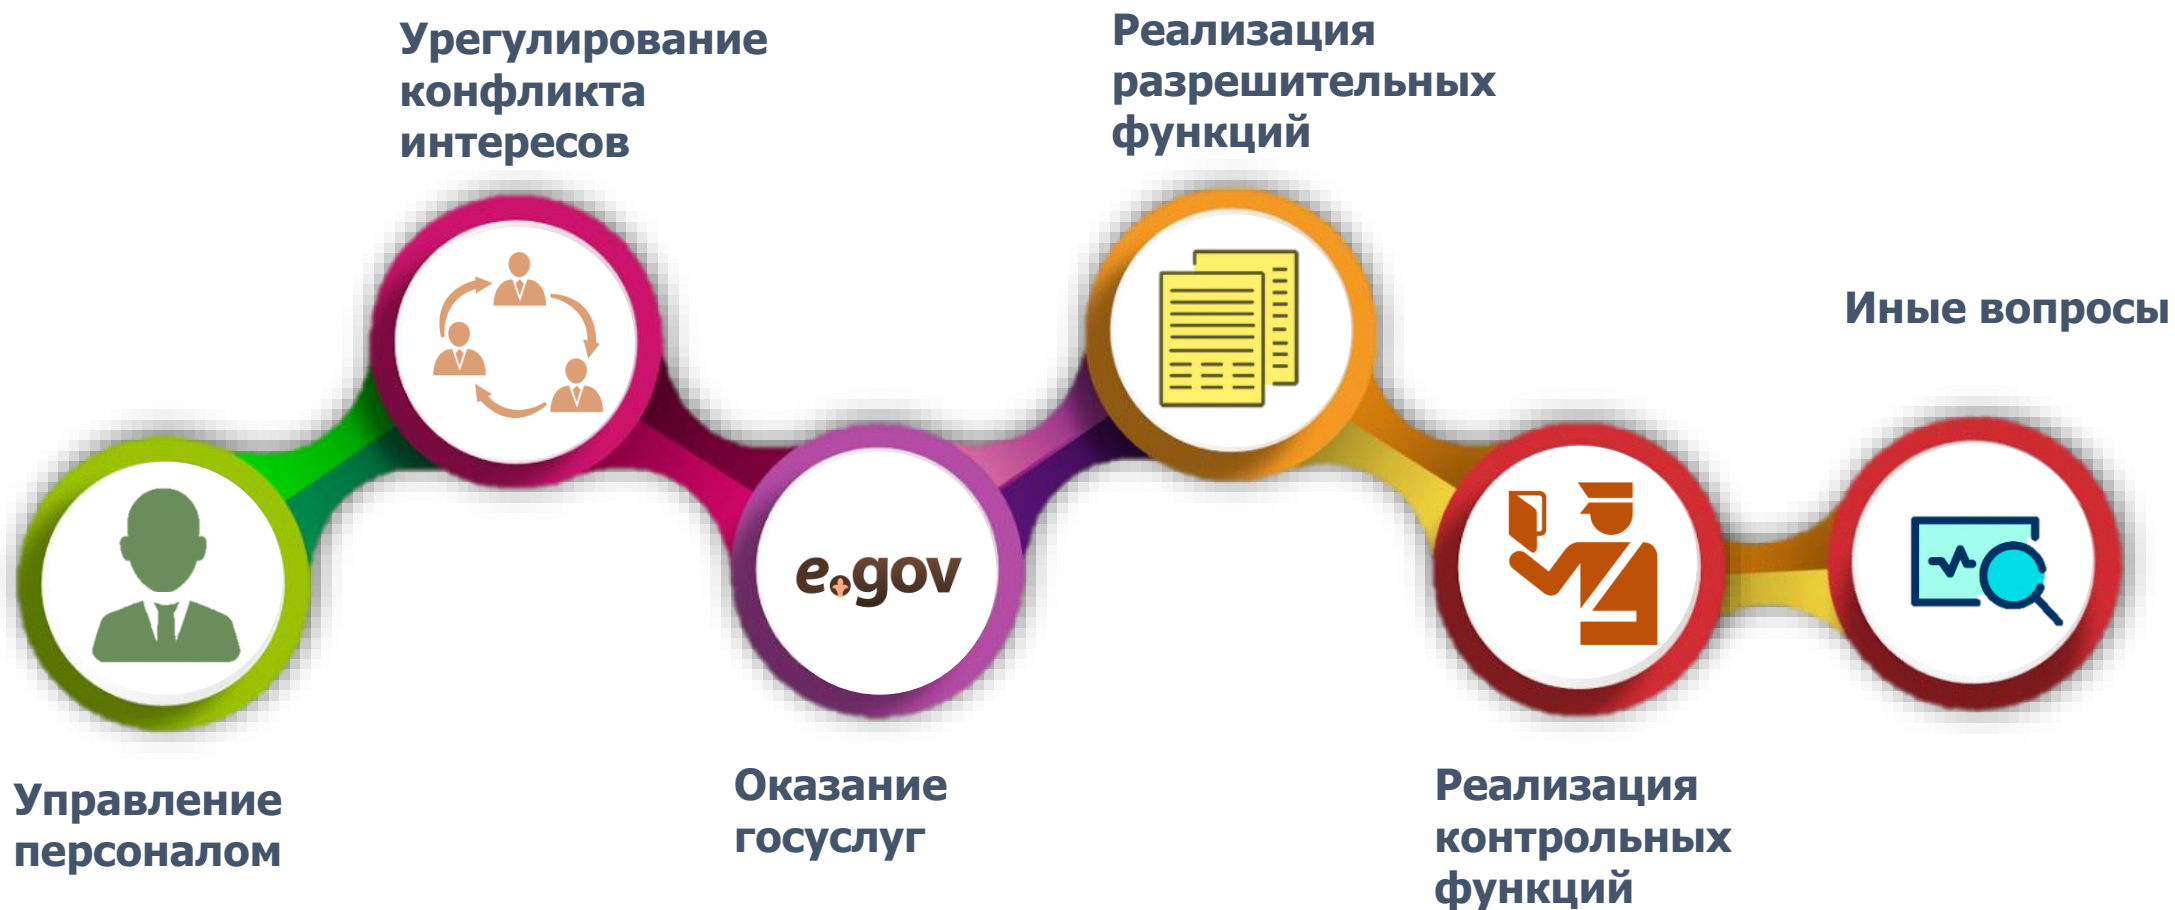 Урегулирование
конфликта
интересов
Реализация
разрешительных
функций
Иные вопросы
e.gov
Управление
персоналом
Оказание
госуслуг
Реализация
контрольных
функций